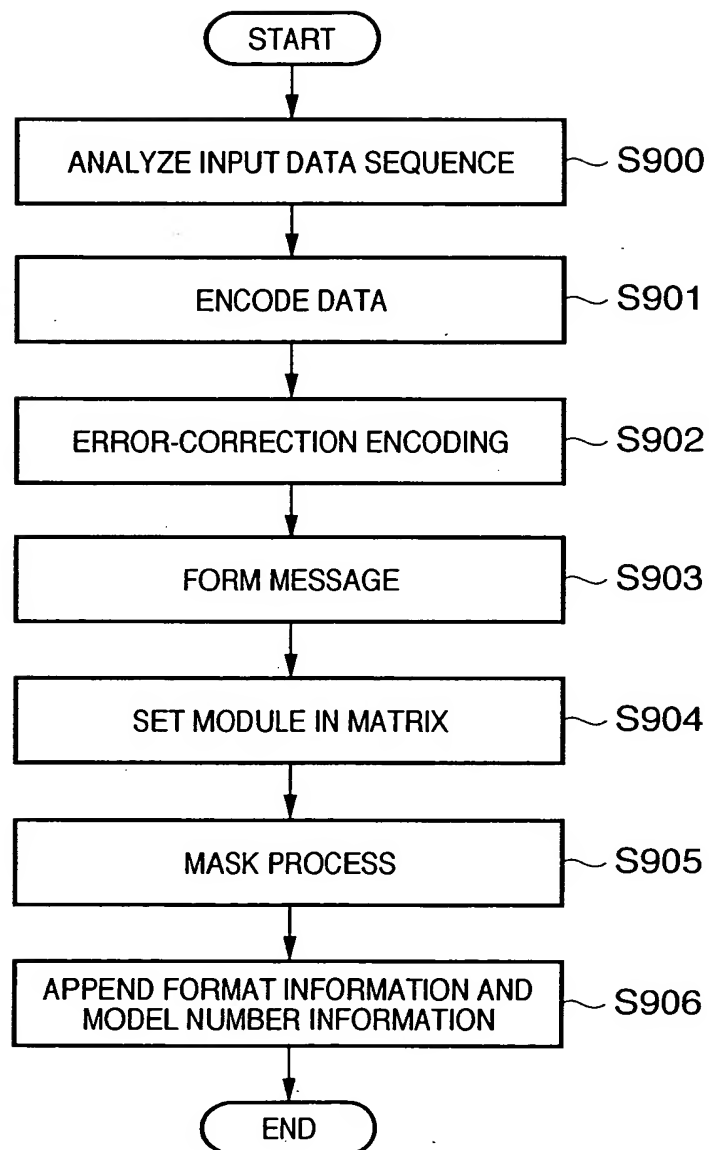 START
ANALYZE INPUT DATA SEQUENCE
S900
ENCODE DATA
S901
ERROR-CORRECTION ENCODING
S902
FORM MESSAGE
S903
SET MODULE IN MATRIX
S904
MASK PROCESS
S905
APPEND FORMAT INFORMATION AND
MODEL NUMBER INFORMATION
S906
END